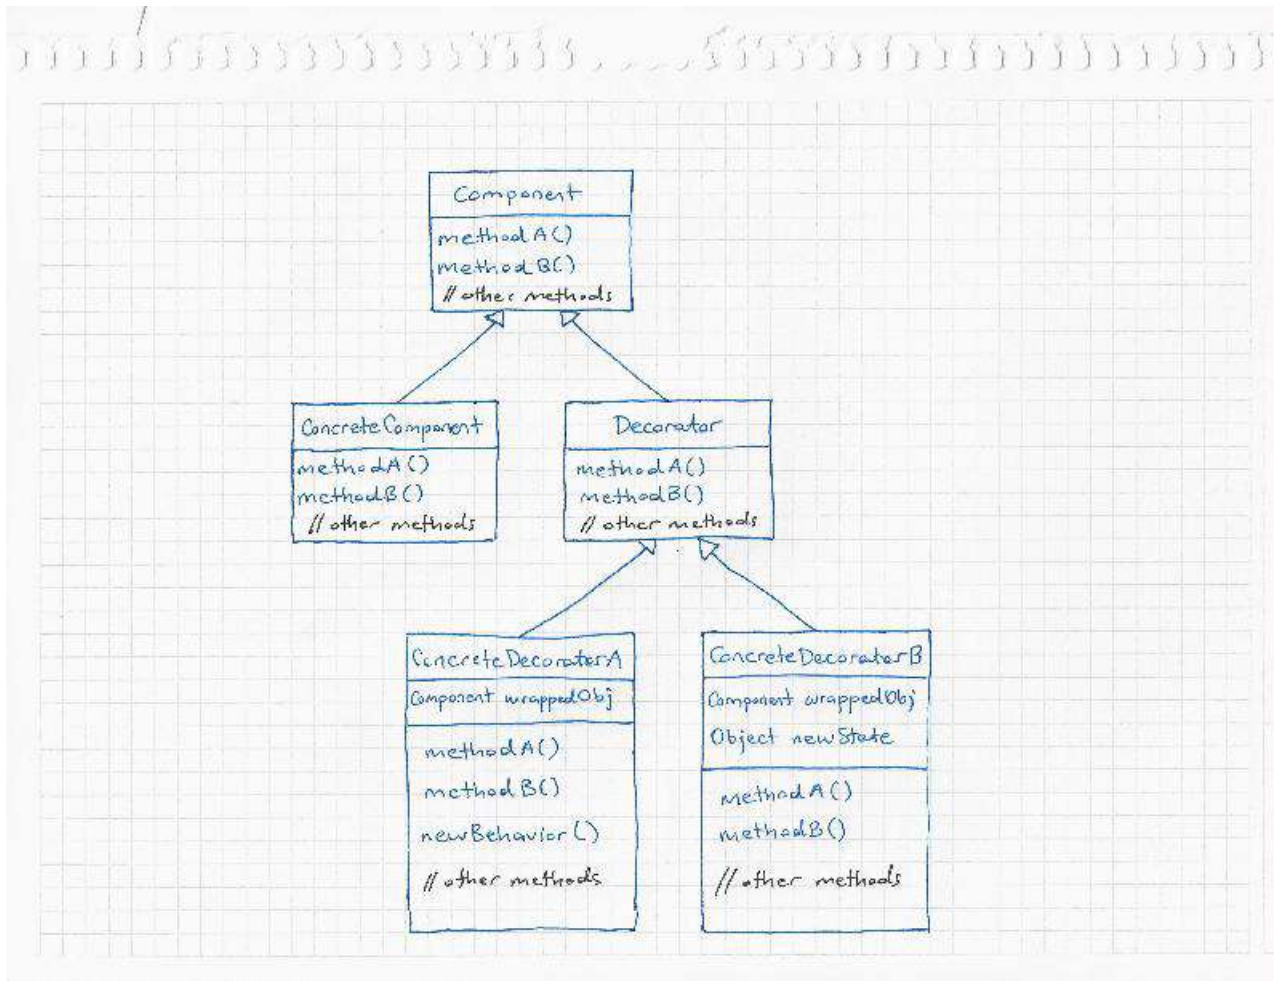 Component
methodA()
methodB()
// other methods
ConcreteComponent
methodA()
methodB()
// other methods
Decorator
methodA()
methodB()
// other methods
ConcreteDecoratorA
Component wrappedObj
methodA()
methodB()
newBehavior()
// other methods
ConcreteDecoratorB
Component wrappedObj
Object newState
methodA()
methodB()
// other methods